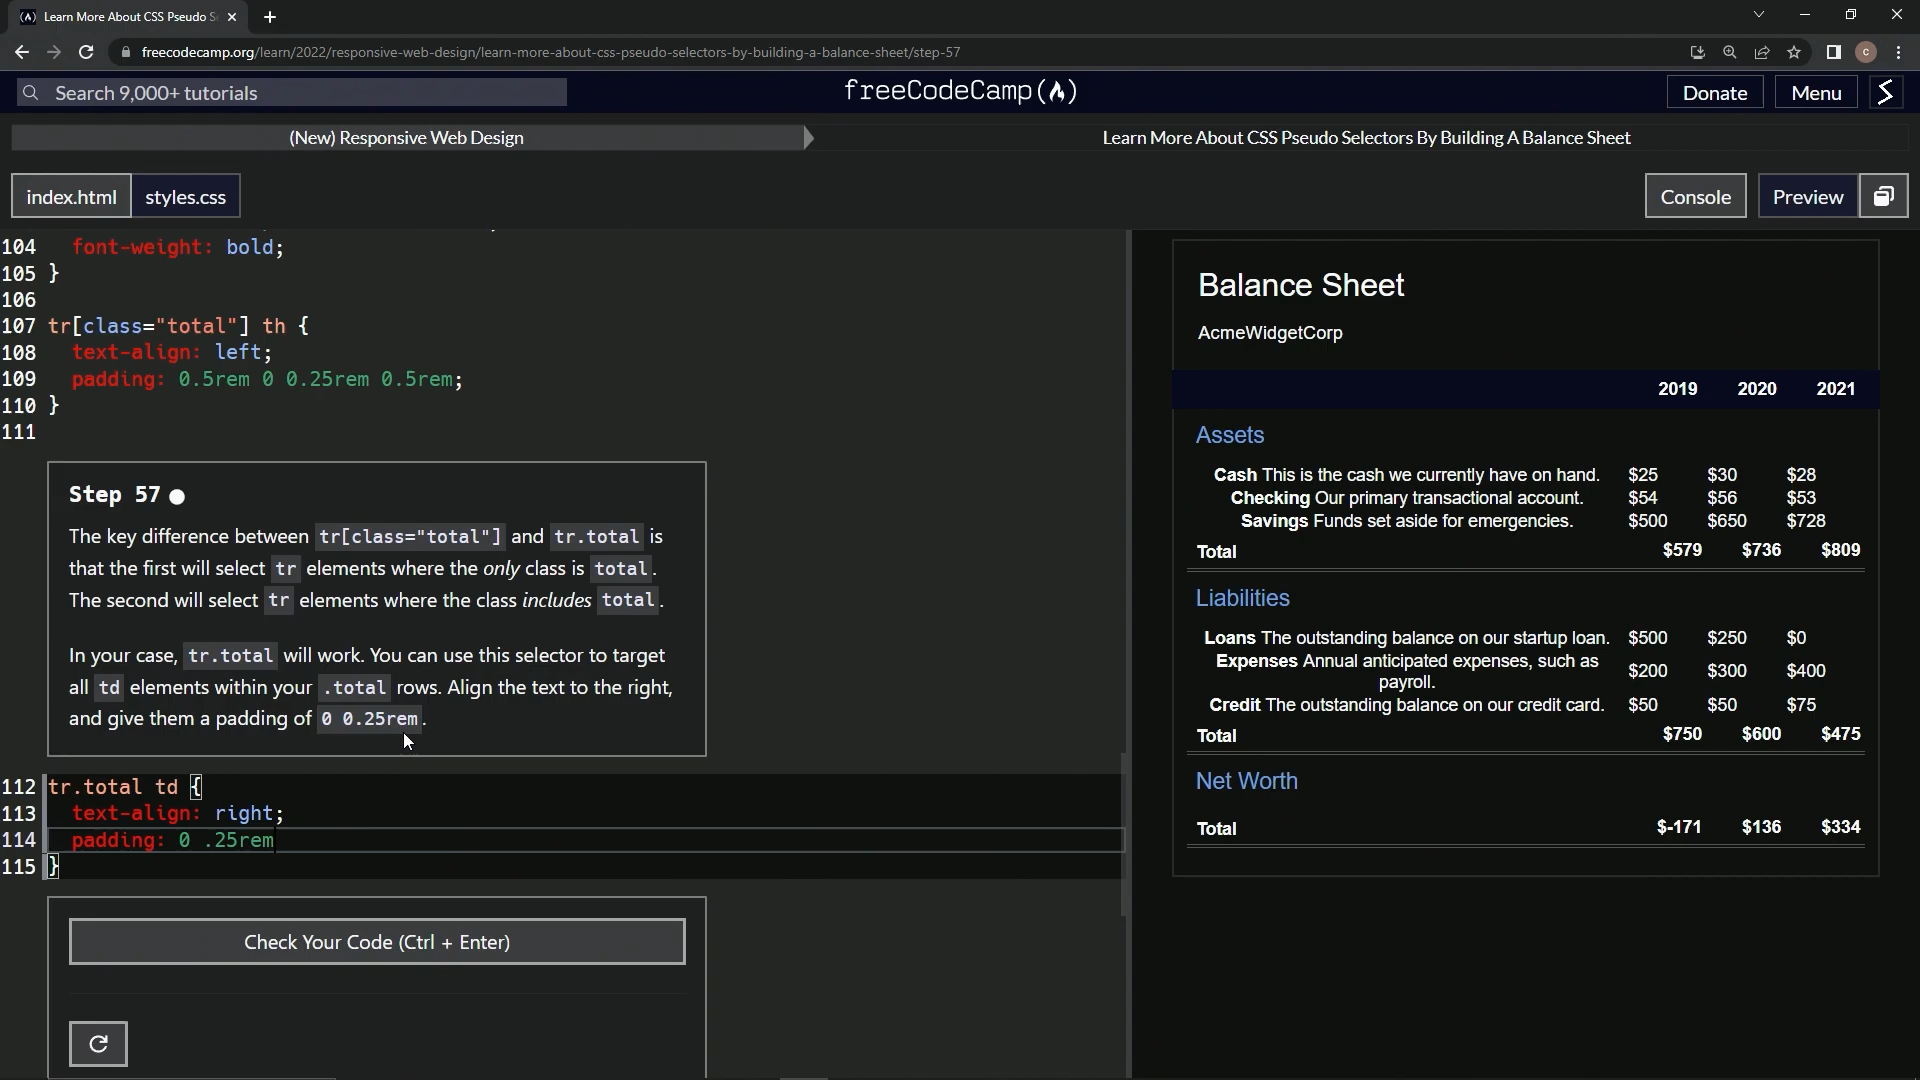 Learn More About CSS Pseudo S
freecodecamp.org/learn/2022/responsive-web-design/learn-more-about-css-pseudo-selectors-by-building-a-balance-sheet/step-57
C
Search 9,000+ tutorials
freeCodeCamp
Donate
Menu
(New) Responsive Web Design
Learn More About CSS Pseudo Selectors By Building A Balance Sheet
index.html
styles.css
Console
Preview
104 font-weight: bold;
105 }
106
107 tr[class="total"] th {
108 text-align: left;
109 padding: 0.5rem 0 0.25rem 0.5rem;
110 }
111
Step 57
The key difference between tr[class="total"] and tr.total is
that the first will select tr elements where the only class is total.
The second will select tr elements where the class includes total.
In your case, tr.total will work. You can use this selector to target
all td elements within your .total rows. Align the text to the right,
and give them a padding of 0 0.25rem.
112 tr.total td {
113 text-align: right;
114 padding: 0 .25rem
115 }
Check Your Code (Ctrl + Enter)
Balance Sheet
AcmeWidgetCorp
2019 2020 2021
Assets
Cash This is the cash we currently have on hand. $25 $30 $28
Checking Our primary transactional account. $54 $56 $53
Savings Funds set aside for emergencies. $500 $650 $728
Total $579 $736 $809
Liabilities
Loans The outstanding balance on our startup loan. $500 $250 $0
Expenses Annual anticipated expenses, such as
payroll. $200 $300 $400
Credit The outstanding balance on our credit card. $50 $50 $75
Total $750 $600 $475
Net Worth
Total $-171 $136 $334